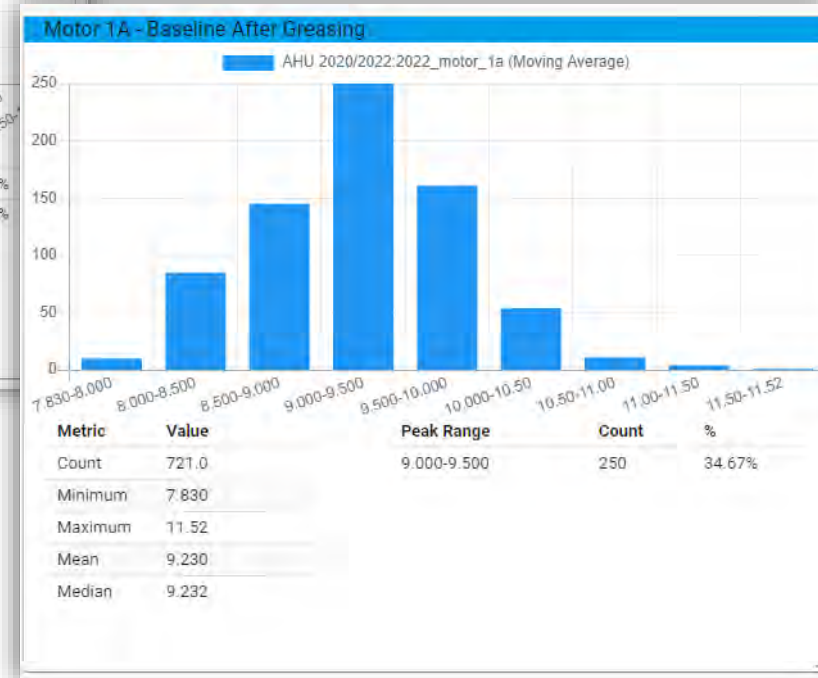 Motor 1A - Baseline After Greasing
AHU 2020/2022:2022_motor_1a (Moving Average)
250
200
150
100
50
0
7.830-8.000 8.000-8.500 8.500-9.000 9.000-9.500 9.500-10.000 10.000-10.50 10.50-11.00 11.00-11.50 11.50-11.52
Metric Value Peak Range Count %
Count 721.0 9.000-9.500 250 34.67%
Minimum 7.830
Maximum 11.52
Mean 9.230
Median 9.232
%
%